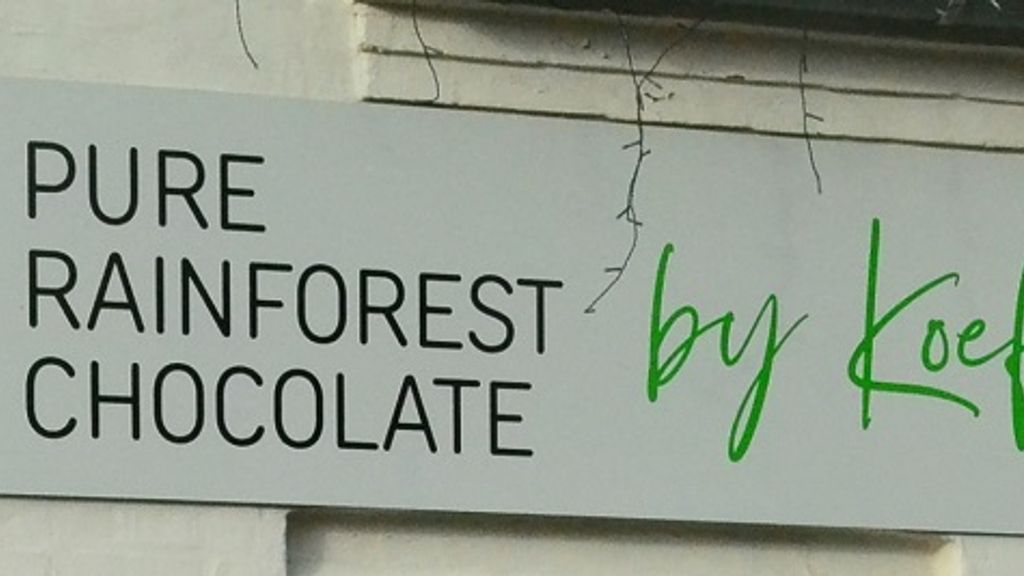 PURE
RAINFOREST
CHOCOLATE
by